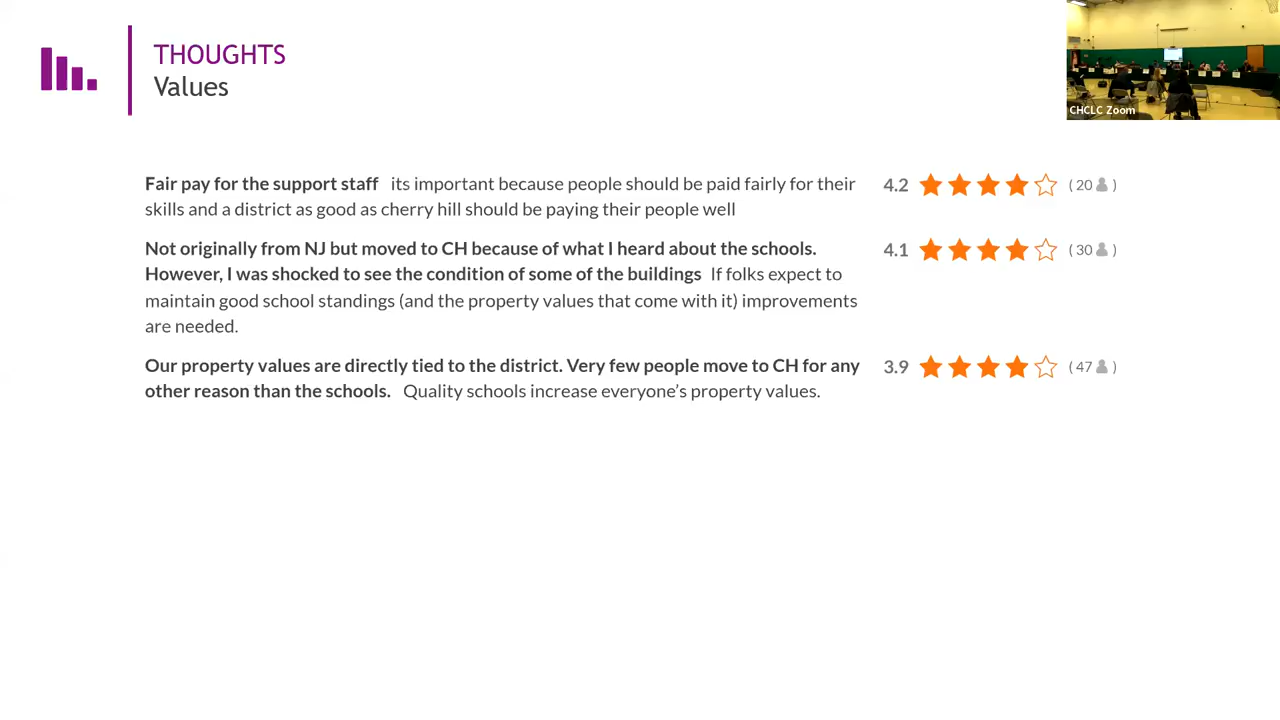 THOUGHTS
Values
CHCLC Zoom
Fair pay for the support staff its important because people should be paid fairly for their 4.2 (20)
skills and a district as good as cherry hill should be paying their people well
Not originally from NJ but moved to CH because of what I heard about the schools. 4.1 (30)
However, I was shocked to see the condition of some of the buildings If folks expect to
maintain good school standings (and the property values that come with it) improvements
are needed.
Our property values are directly tied to the district. Very few people move to CH for any 3.9 (47)
other reason than the schools. Quality schools increase everyone's property values.